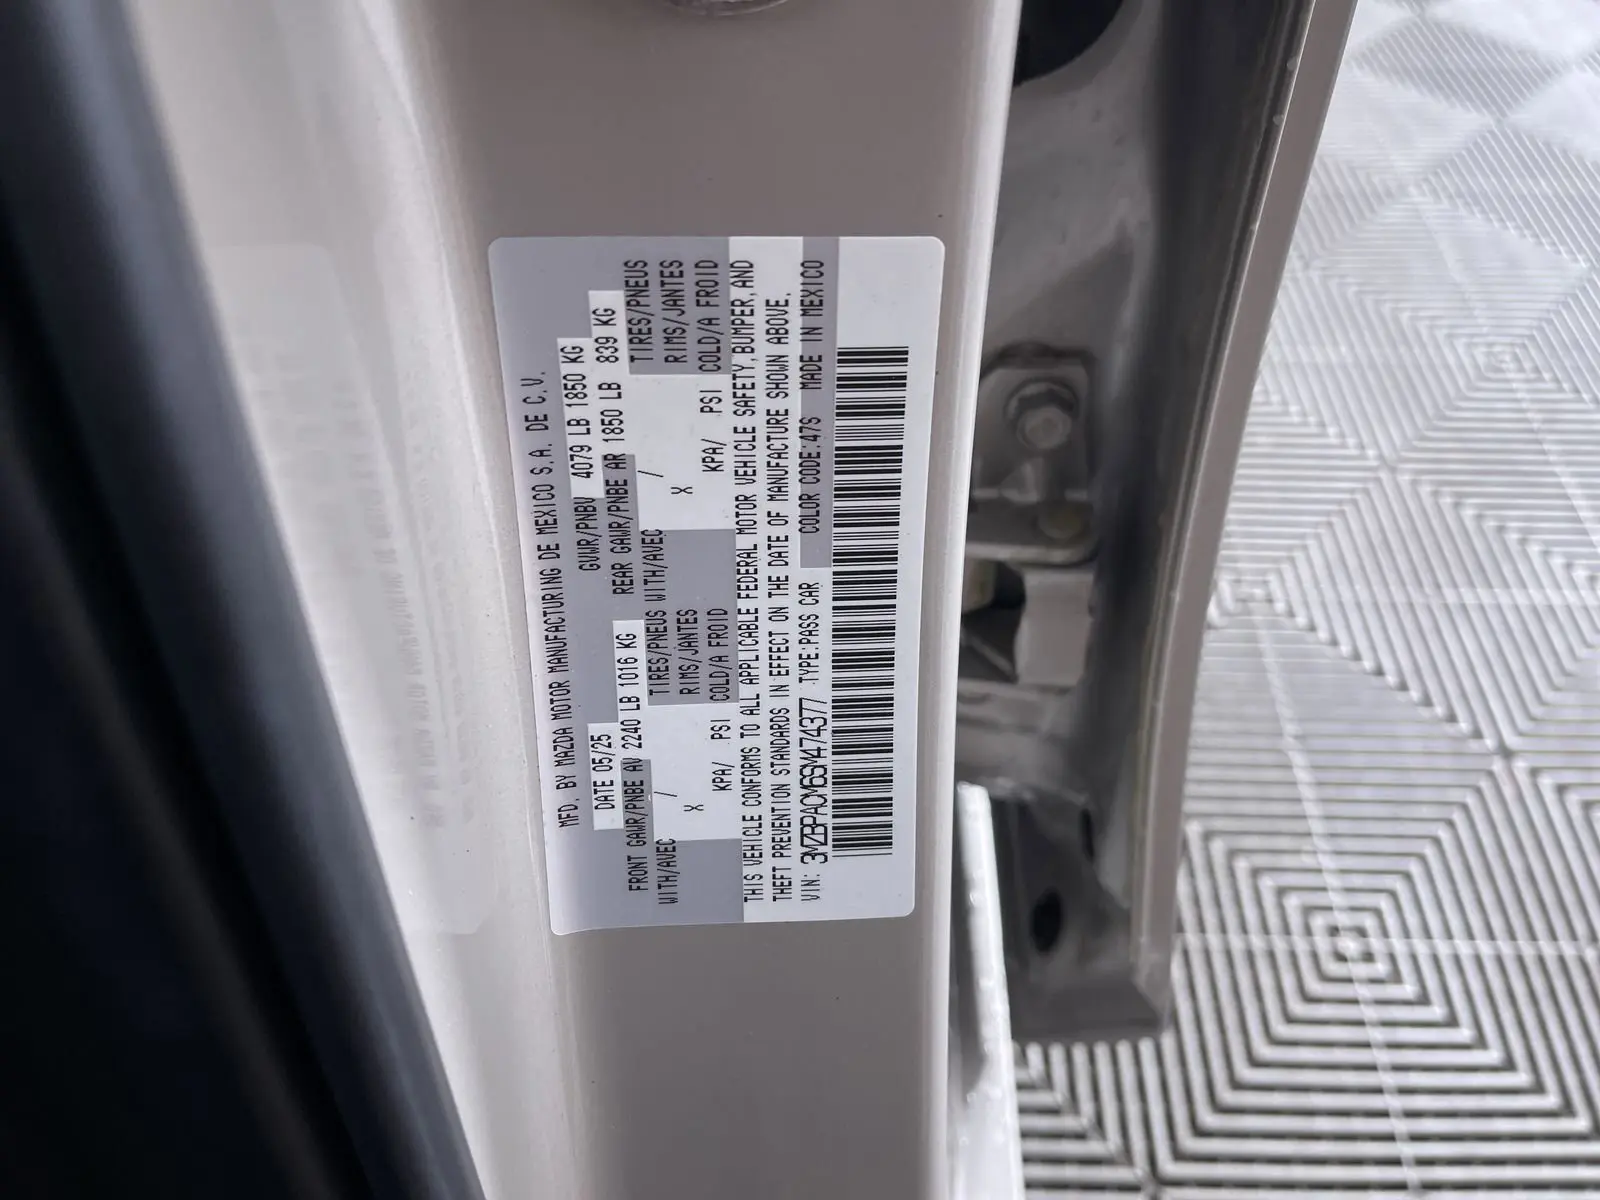 MFD. BY MAZDA MOTOR MANUFACTURING DE MEXICO S.A. DE C.V.
DATE 05/25 GVWR/PNBV 4079 LB 1850 KG
FRONT GAWR/PNBE AV 2240 LB 1016 KG REAR GAWR/PNBE AR 1850 LB 839 KG
WITH/AVEC / TIRES/PNEUS WITH/AVEC / TIRES/PNEUS
X RIMS/JANTES X RIMS/JANTES
KPA/ PSI COLD/A FROID KPA/ PSI COLD/A FROID
THIS VEHICLE CONFORMS TO ALL APPLICABLE FEDERAL MOTOR VEHICLE SAFETY, BUMPER, AND
THEFT PREVENTION STANDARDS IN EFFECT ON THE DATE OF MANUFACTURE SHOWN ABOVE.
VIN: 3MZBPACM6SM474377 TYPE:PASS CAR COLOR CODE:47S MADE IN MEXICO